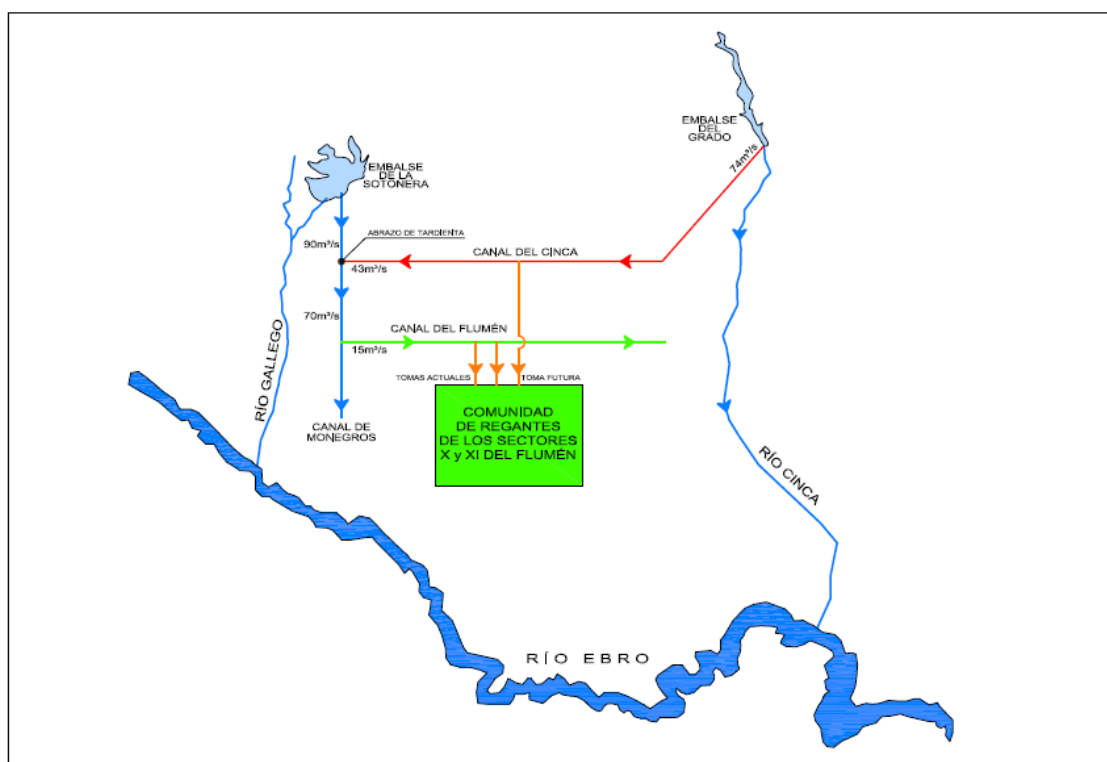 EMBALSE
DEL
GRADO
74m³/s
EMBALSE
DE LA
SOTONERA
ABRAZO DE TARDIENTA
90m³/s
CANAL DEL CINCA
43m³/s
70m³/s
CANAL DEL FLUMÉN
15m³/s
RÍO GALLEGO
TOMAS ACTUALES
TOMA FUTURA
CANAL DE
MONEGROS
COMUNIDAD
DE REGANTES
DE LOS SECTORES
X y XI DEL FLUMÉN
RÍO CINCA
RÍO EBRO